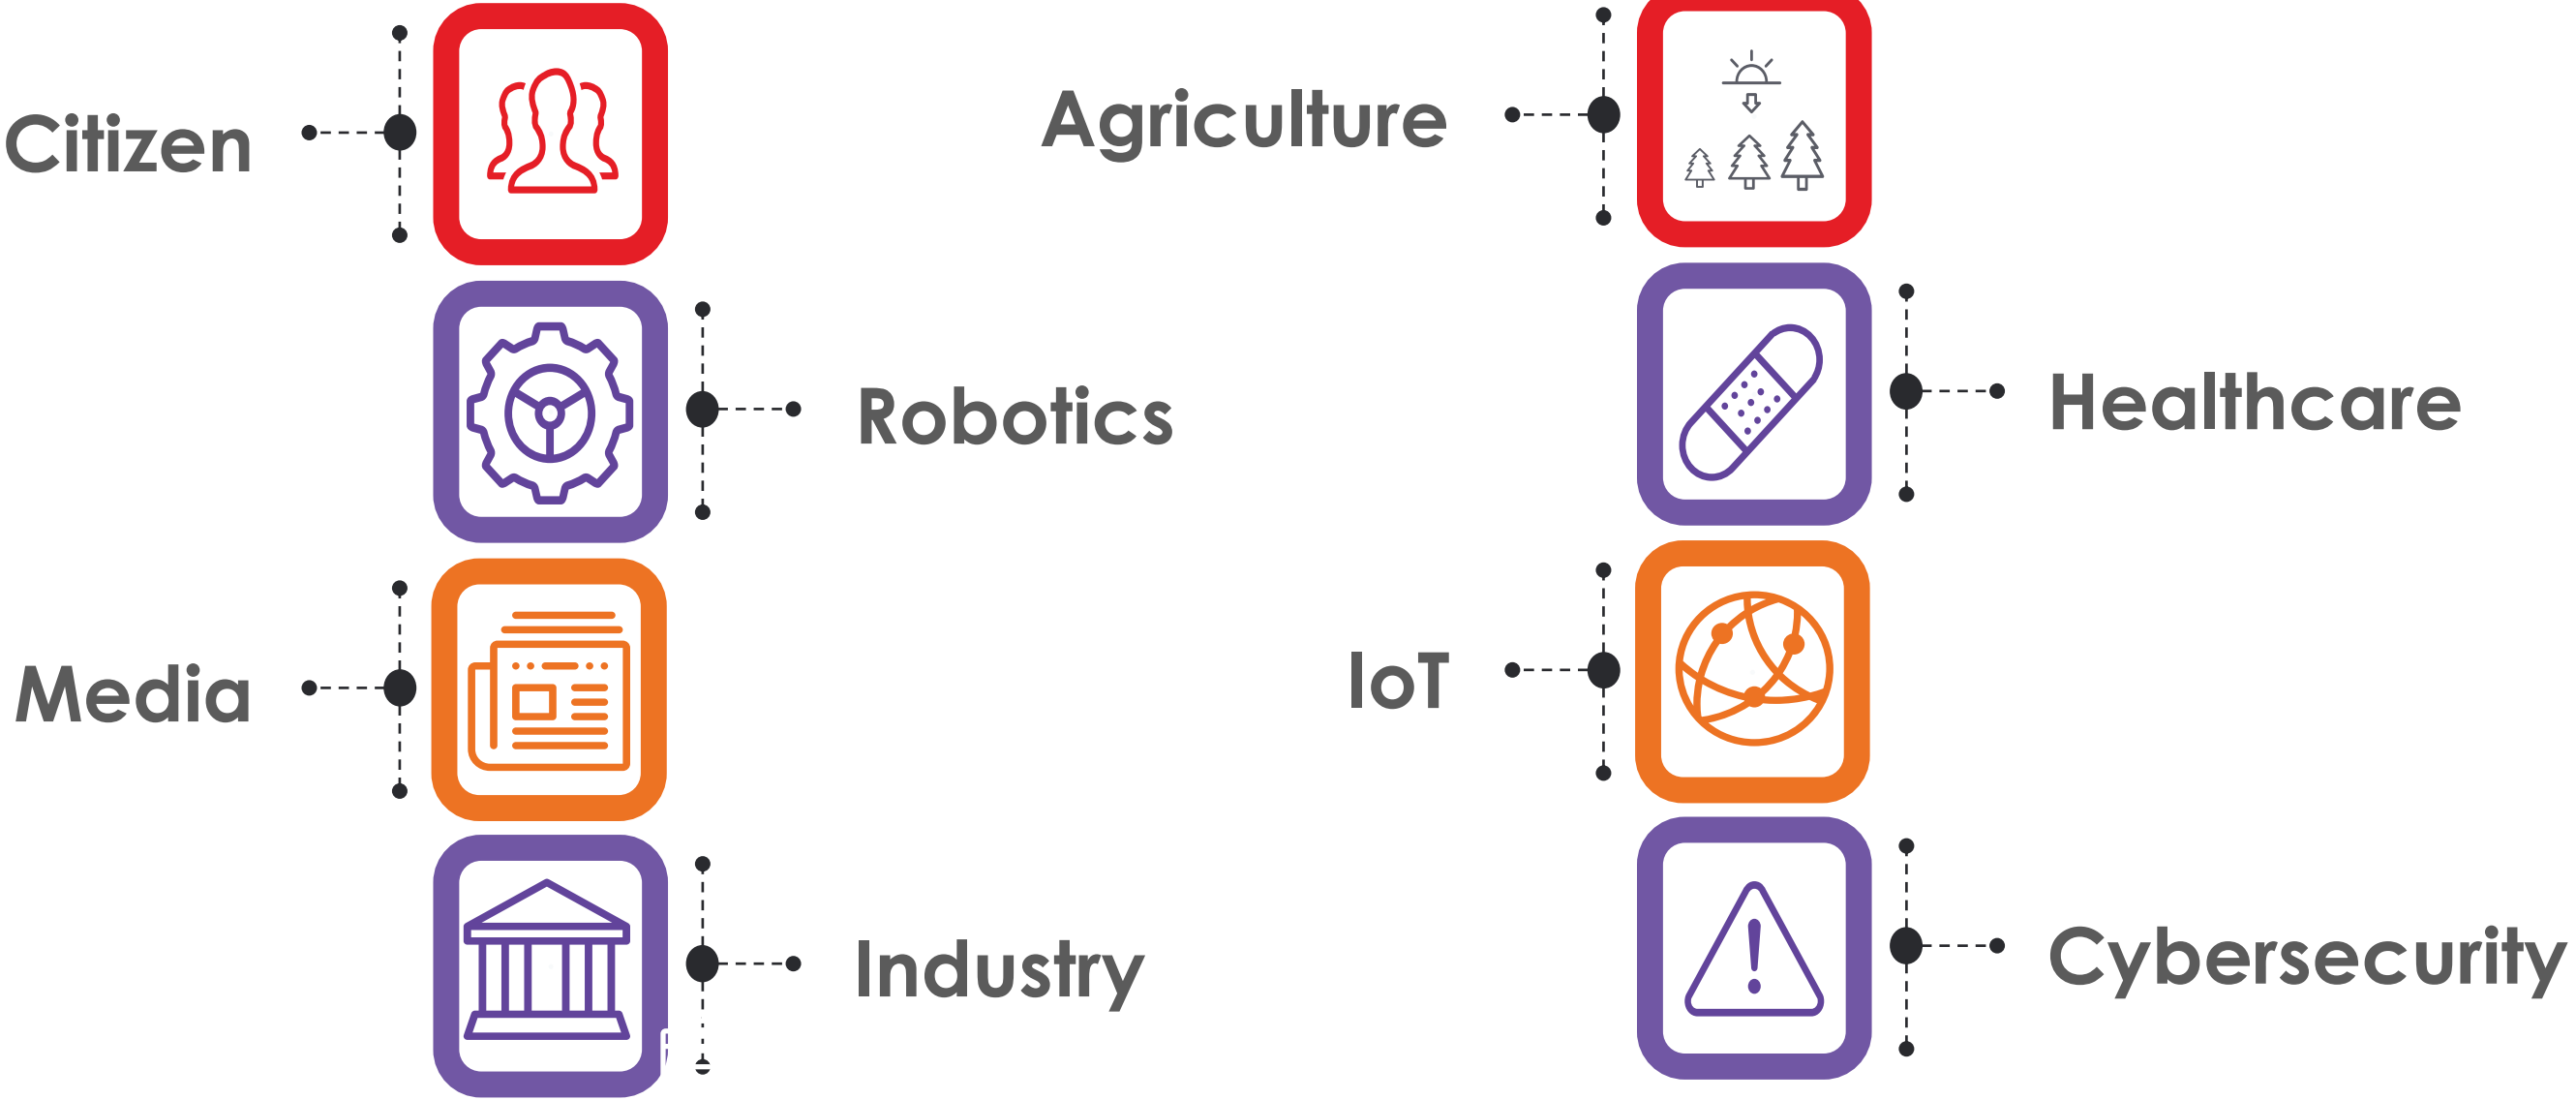 Citizen
Robotics
Media
Industry
Agriculture
Healthcare
IoT
Cybersecurity